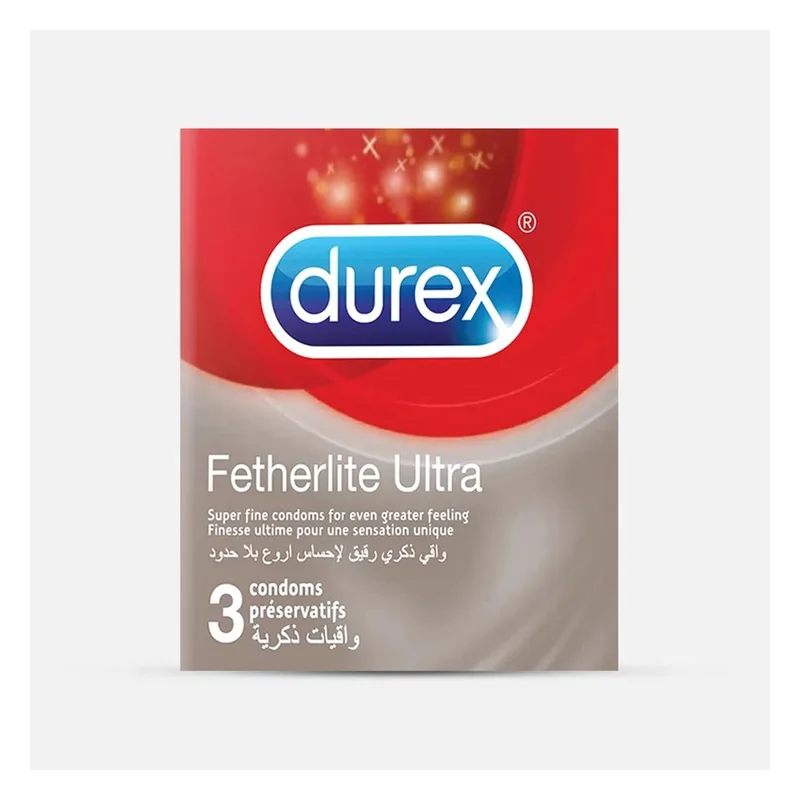 durex®
Fetherlite Ultra
Super fine condoms for even greater feeling
Finesse ultime pour une sensation unique
واقي ذكري رقيق لإحساس اروع بلا حدود
3
condoms
préservatifs
واقيات ذكرية